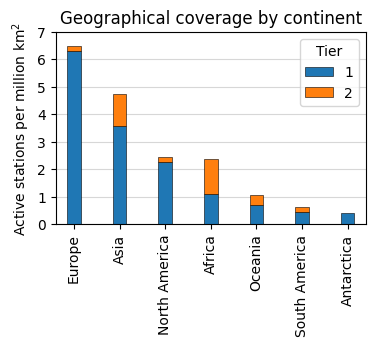 Geographical coverage by continent
Active stations per million km²
7
6
5
4
3
2
1
0
Tier
1
2
Europe
Asia
North America
Africa
Oceania
South America
Antarctica